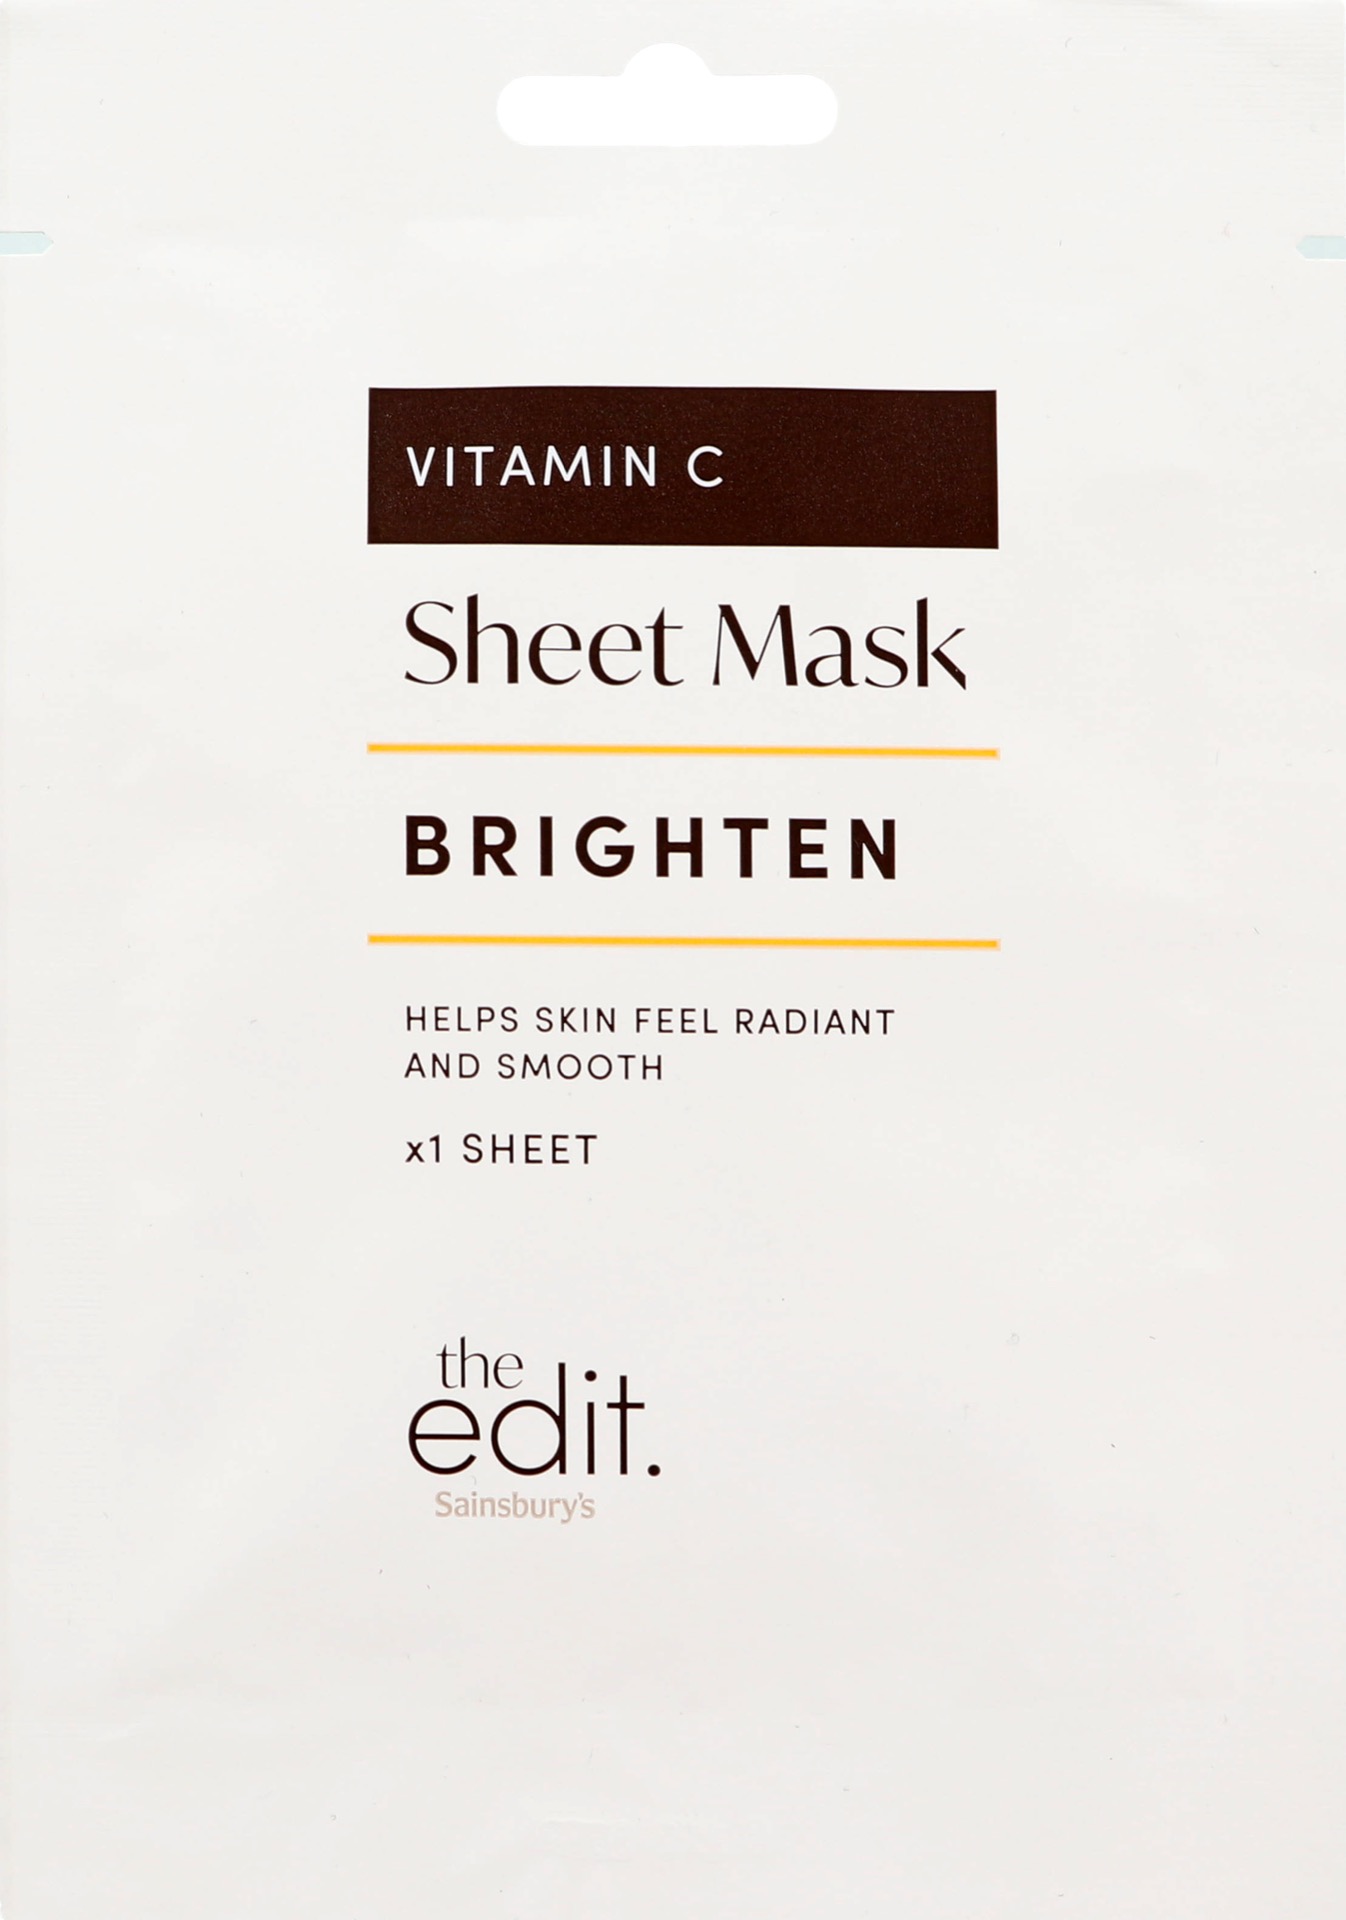 VITAMIN C
Sheet Mask
BRIGHTEN
HELPS SKIN FEEL RADIANT
AND SMOOTH
x1 SHEET
the
edit.
Sainsbury's